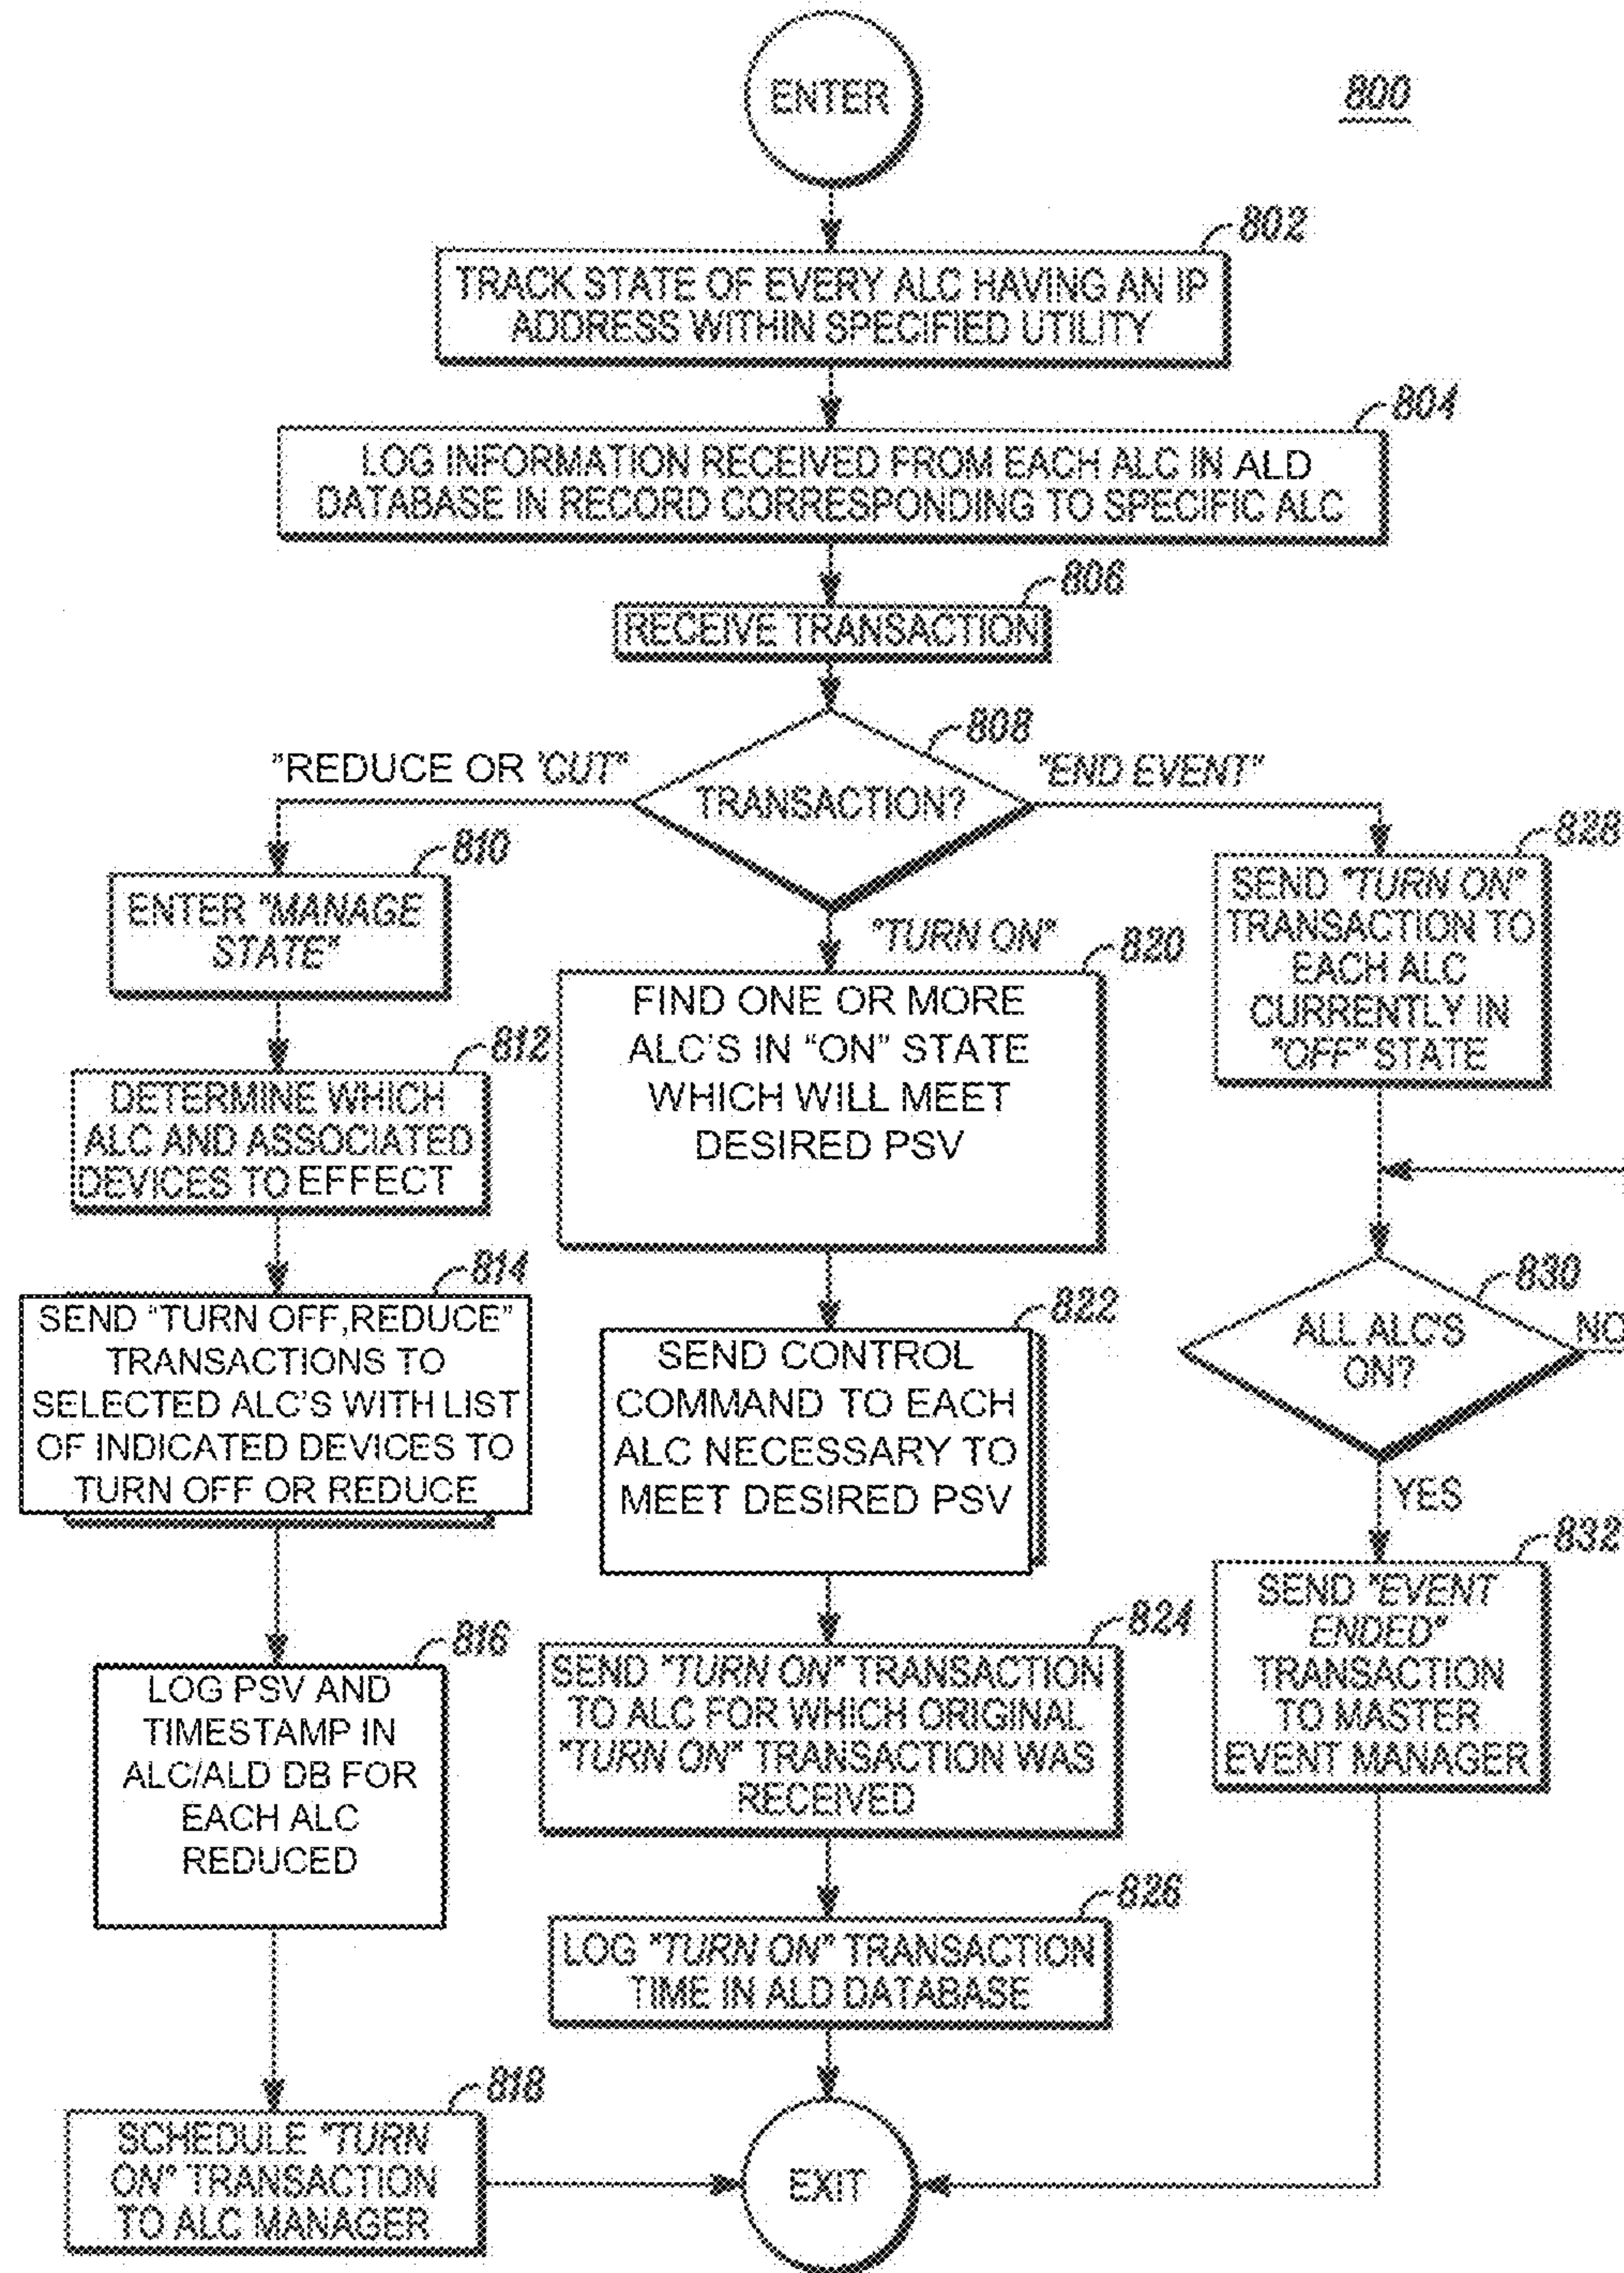 ENTER
800
802
TRACK STATE OF EVERY ALC HAVING AN IP
ADDRESS WITHIN SPECIFIED UTILITY
804
LOG INFORMATION RECEIVED FROM EACH ALC IN ALD
DATABASE IN RECORD CORRESPONDING TO SPECIFIC ALC
806
RECEIVE TRANSACTION
808
TRANSACTION?
"REDUCE OR 'CUT"
"END EVENT"
"TURN ON"
810
ENTER "MANAGE
STATE"
812
DETERMINE WHICH
ALC AND ASSOCIATED
DEVICES TO EFFECT
814
SEND "TURN OFF,REDUCE"
TRANSACTIONS TO
SELECTED ALC'S WITH LIST
OF INDICATED DEVICES TO
TURN OFF OR REDUCE
816
LOG PSV AND
TIMESTAMP IN
ALC/ALD DB FOR
EACH ALC
REDUCED
818
SCHEDULE "TURN
ON" TRANSACTION
TO ALC MANAGER
820
FIND ONE OR MORE
ALC'S IN "ON" STATE
WHICH WILL MEET
DESIRED PSV
822
SEND CONTROL
COMMAND TO EACH
ALC NECESSARY TO
MEET DESIRED PSV
824
SEND "TURN ON" TRANSACTION
TO ALC FOR WHICH ORIGINAL
"TURN ON" TRANSACTION WAS
RECEIVED
826
LOG "TURN ON" TRANSACTION
TIME IN ALD DATABASE
828
SEND "TURN ON"
TRANSACTION TO
EACH ALC
CURRENTLY IN
"OFF" STATE
830
ALL ALC'S
ON?
NO
YES
832
SEND "EVENT
ENDED"
TRANSACTION
TO MASTER
EVENT MANAGER
EXIT